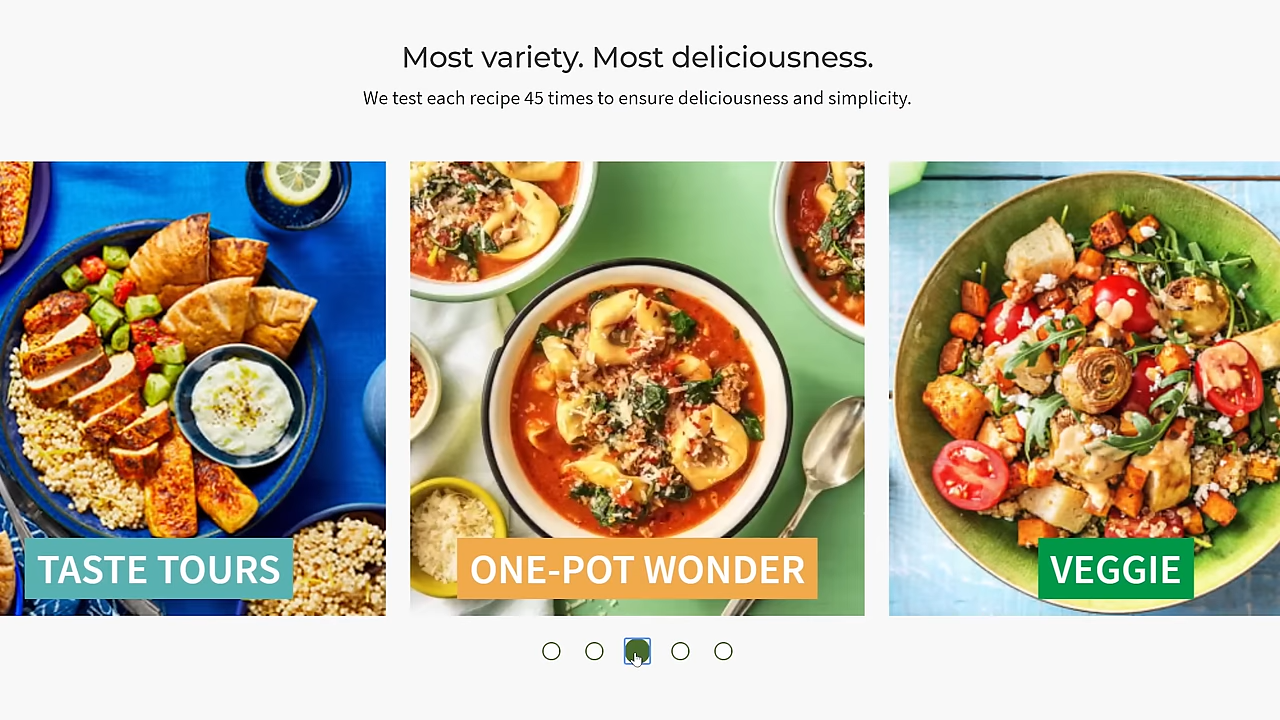 Most variety. Most deliciousness.
We test each recipe 45 times to ensure deliciousness and simplicity.
TASTE TOURS
ONE-POT WONDER
VEGGIE